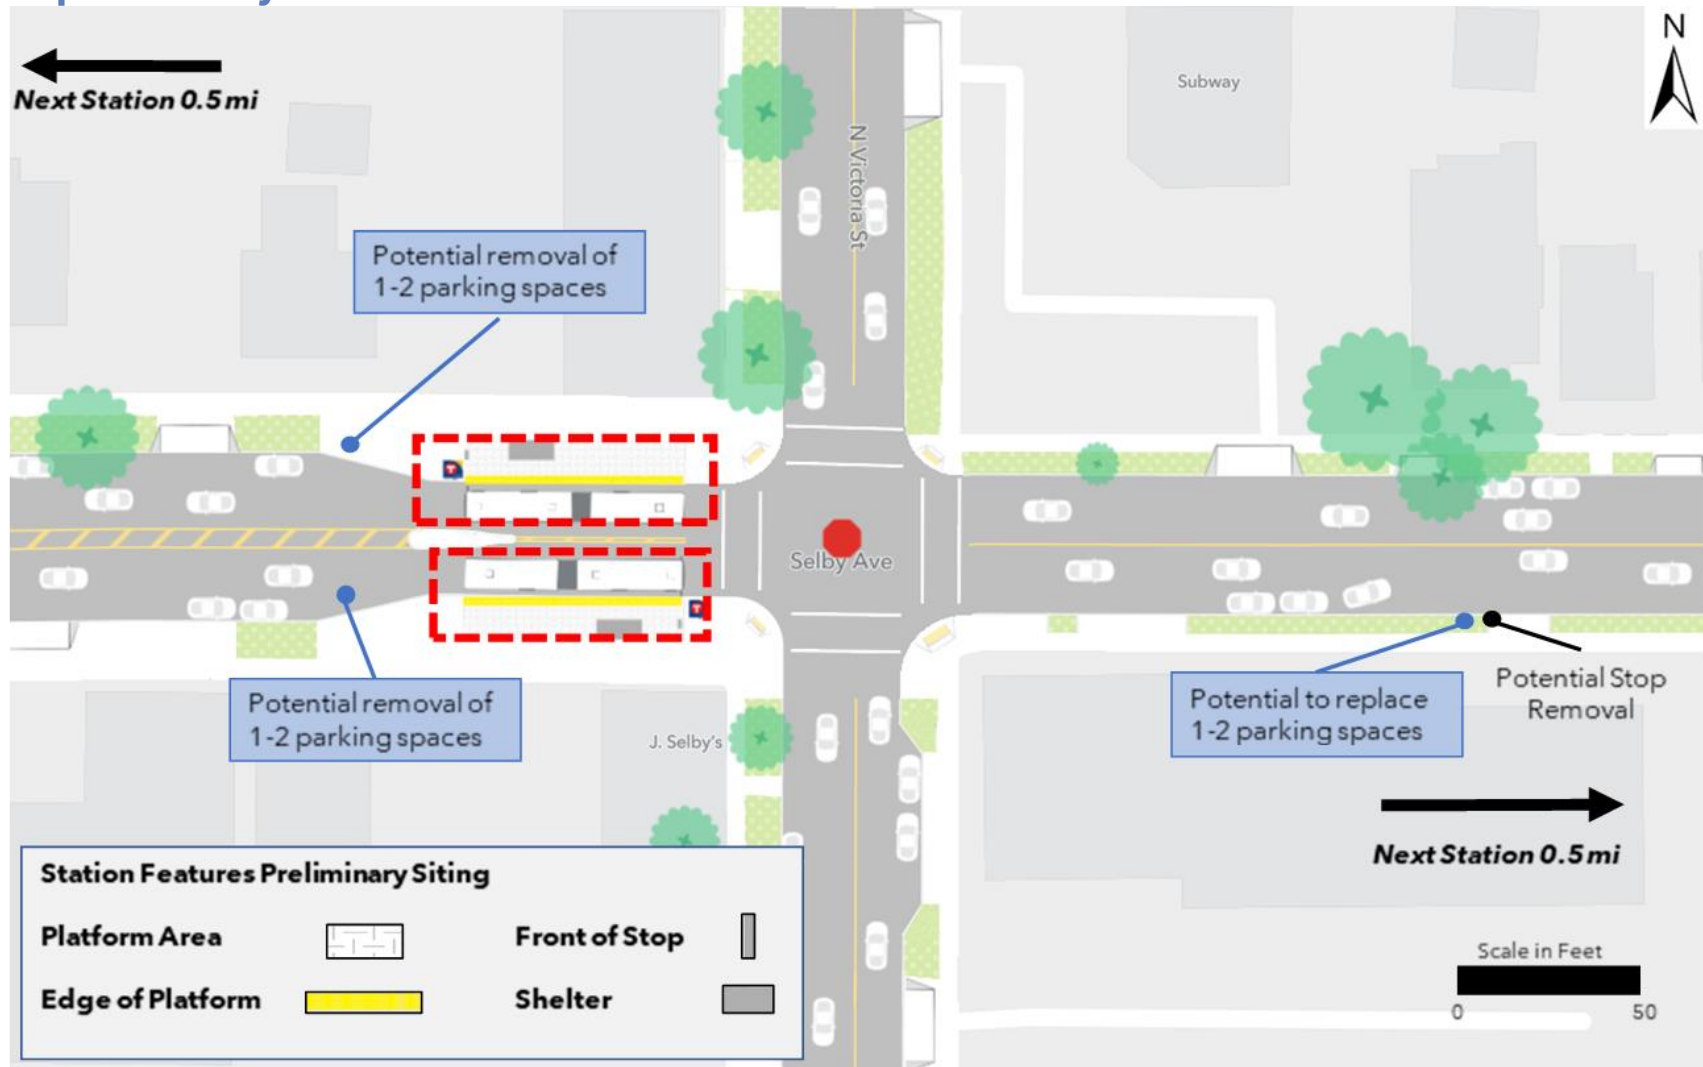 N
Next Station 0.5 mi
Subway
N Victoria St
Potential removal of
1-2 parking spaces
T
Selby Ave
T
Potential removal of
1-2 parking spaces
J. Selby's
Potential to replace
1-2 parking spaces
Potential Stop
Removal
Next Station 0.5 mi
Station Features Preliminary Siting
Platform Area
Front of Stop
Edge of Platform
Shelter
Scale in Feet
0
50